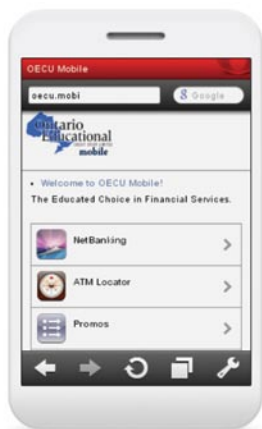 OECU Mobile
oecu.mobi
8 Google
Ontario
Educational
mobile
Welcome to OECU Mobile!
The Educated Choice in Financial Services.
NetBanking
ATM Locator
Promos